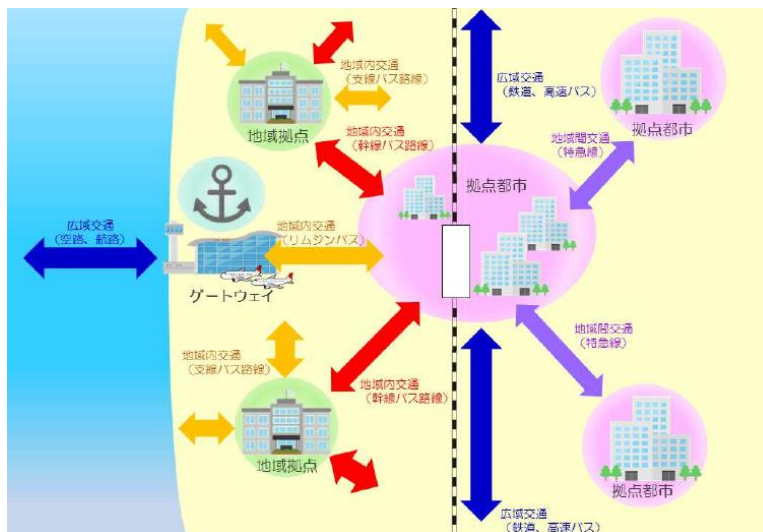 地域内交通
（支線バス路線）
広域交通
（鉄道、高速バス）
地域拠点
拠点都市
地域内交通
（幹線バス路線）
地域間交通
（特急線）
拠点都市
広域交通
（空路、航路）
地域内交通
（リムジンバス）
ゲートウェイ
地域間交通
（特急線）
地域内交通
（支線バス路線）
地域内交通
（幹線バス路線）
地域拠点
拠点都市
広域交通
（鉄道、高速バス）